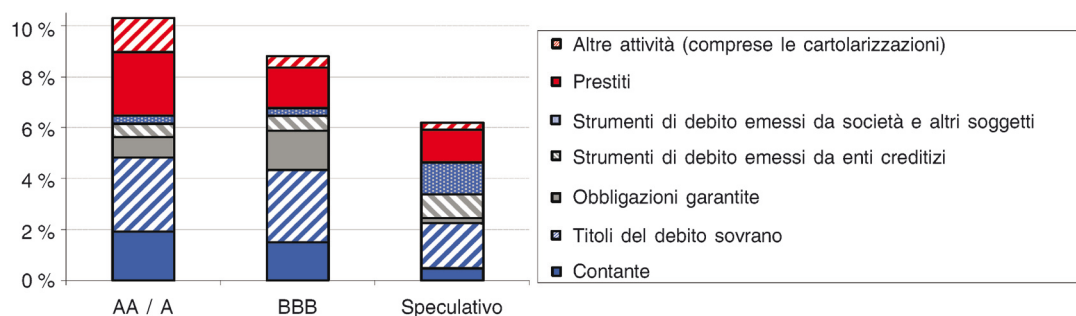 10 %
8 %
6 %
4 %
2 %
0 %
AA / A
BBB
Speculativo
Altre attività (comprese le cartolarizzazioni)
Prestiti
Strumenti di debito emessi da società e altri soggetti
Strumenti di debito emessi da enti creditizi
Obbligazioni garantite
Titoli del debito sovrano
Contante